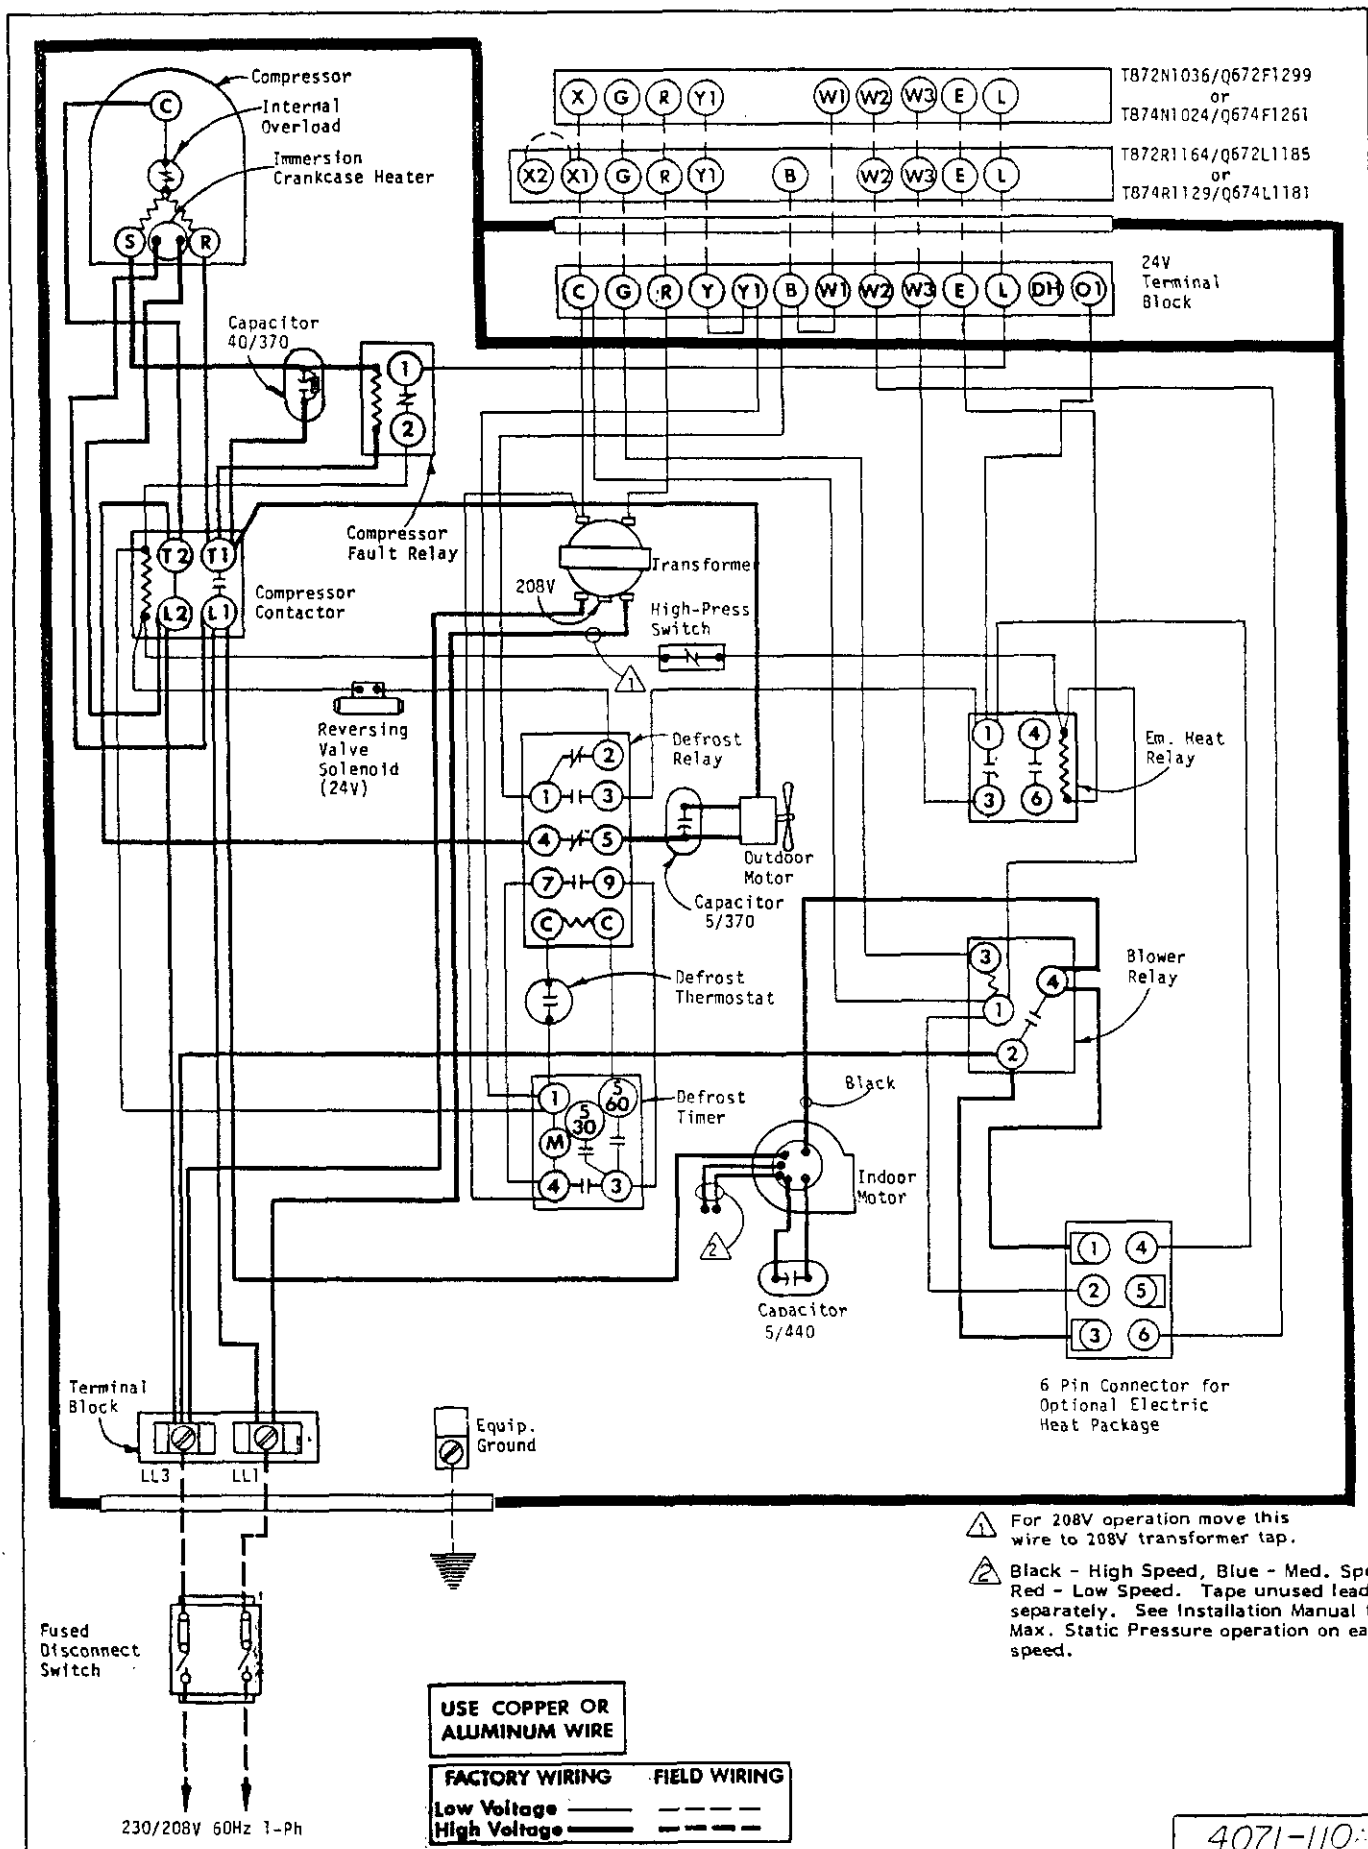 Compressor
C
Internal
Overload
Immersion
Crankcase Heater
S
R
X G R Y1 W1 W2 W3 E L
T872N1036/Q672F1299
or
T874N1024/Q674F1261
X2 X1 G R Y1 B W2 W3 E L
T872R1164/Q672L1185
or
T874R1129/Q674L1181
C G R Y Y1 B W1 W2 W3 E L DH O1
24V
Terminal
Block
Capacitor
40/370
1
2
Compressor
Fault Relay
T2 T1
L2 L1
Compressor
Contactor
Transformer
208V
High-Press
Switch
1
Reversing
Valve
Solenoid
(24V)
Defrost
Relay
2
1 3
4 5
7 9
C C
Outdoor
Motor
Capacitor
5/370
1 4
3 6
Em. Heat
Relay
Defrost
Thermostat
3
4
1
2
Blower
Relay
Defrost
Timer
1
5
60
5
30
M
4 3
Black
Indoor
Motor
2
Capacitor
5/440
1 4
2 5
3 6
6 Pin Connector for
Optional Electric
Heat Package
Terminal
Block
LL3 LL1
Equip.
Ground
1 For 208V operation move this
wire to 208V transformer tap.
2 Black - High Speed, Blue - Med. Spe
Red - Low Speed. Tape unused lead
separately. See Installation Manual
Max. Static Pressure operation on ea
speed.
Fused
Disconnect
Switch
230/208V 60Hz 1-Ph
USE COPPER OR
ALUMINUM WIRE
FACTORY WIRING FIELD WIRING
Low Voltage
High Voltage
4071-110